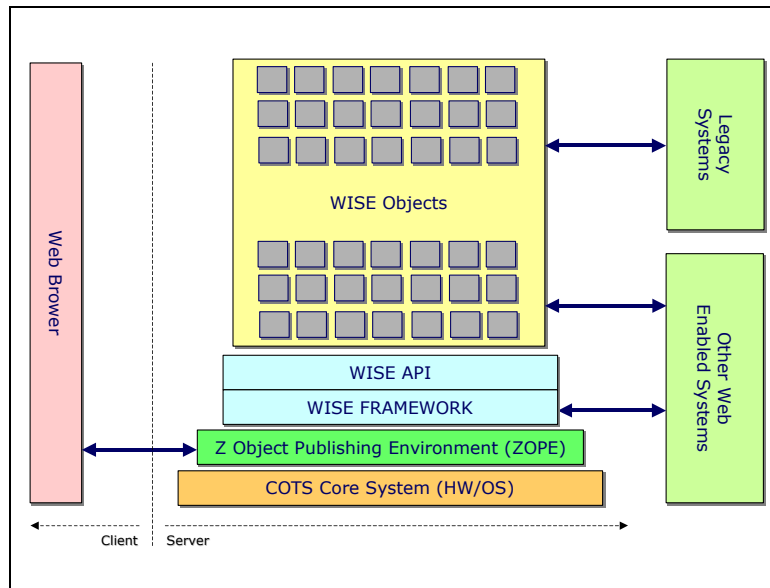 Web Brower
WISE Objects
WISE API
WISE FRAMEWORK
Z Object Publishing Environment (ZOPE)
COTS Core System (HW/OS)
Legacy
Systems
Other Web
Enabled Systems
Client
Server